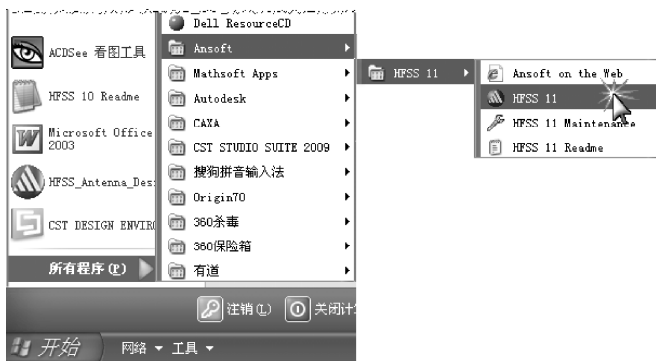 Dell ResourceCD
ACDSee 看图工具
HFSS 10 Readme
Microsoft Office
2003
HFSS_Antenna_Des
CST DESIGN ENVIR
所有程序(P)
Ansoft
Mathsoft Apps
Autodesk
CAXA
CST STUDIO SUITE 2009
搜狗拼音输入法
Origin70
360杀毒
360保险箱
有道
HFSS 11
Ansoft on the Web
HFSS 11
HFSS 11 Maintenance
HFSS 11 Readme
注销(L)
关闭计
开始
网络
工具